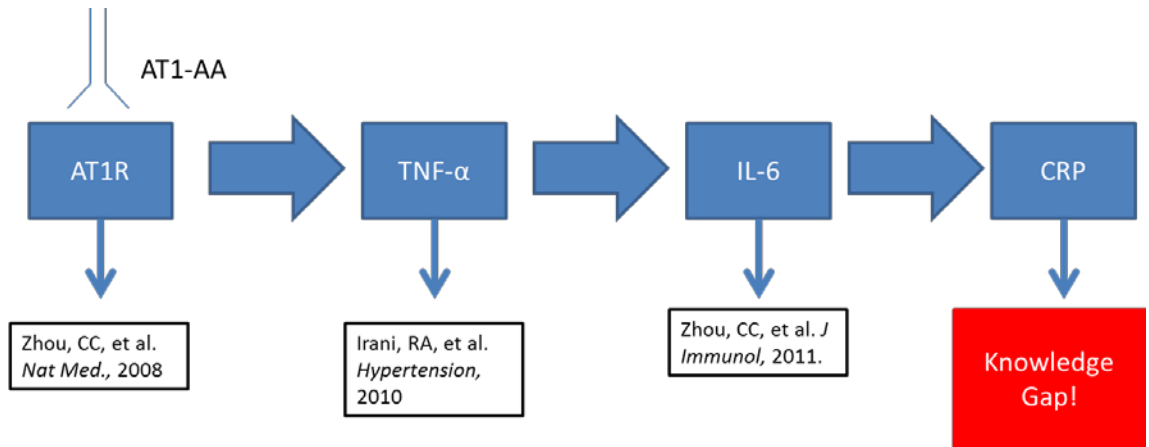 AT1-AA
AT1R
TNF-α
IL-6
CRP
Zhou, CC, et al.
Nat Med., 2008
Irani, RA, et al.
Hypertension,
2010
Zhou, CC, et al. J
Immunol, 2011.
Knowledge
Gap!